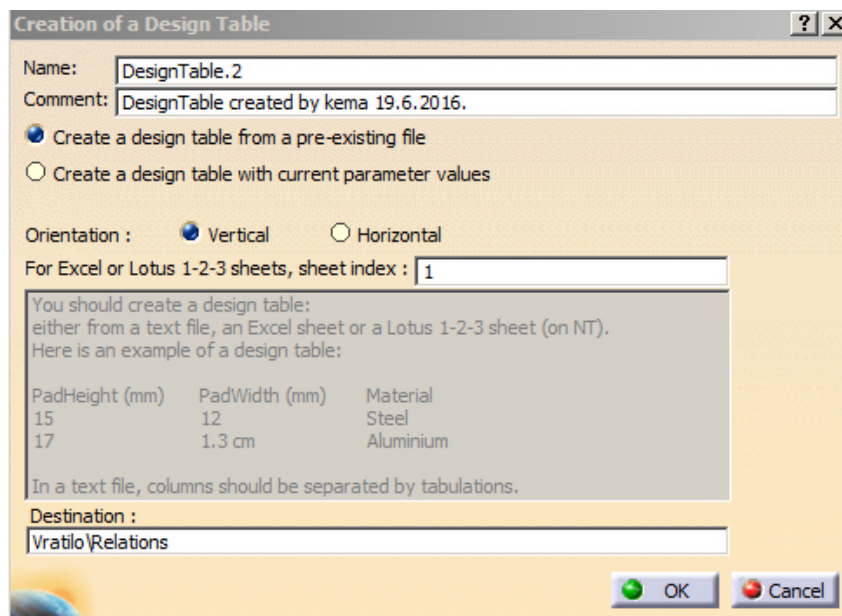 Creation of a Design Table
Name: DesignTable.2
Comment: DesignTable created by kema 19.6.2016.
Create a design table from a pre-existing file
Create a design table with current parameter values
Orientation : Vertical Horizontal
For Excel or Lotus 1-2-3 sheets, sheet index : 1
You should create a design table:
either from a text file, an Excel sheet or a Lotus 1-2-3 sheet (on NT).
Here is an example of a design table:
PadHeight (mm) PadWidth (mm) Material
15 12 Steel
17 1.3 cm Aluminium
In a text file, columns should be separated by tabulations.
Destination :
Vratilo\Relations
OK Cancel